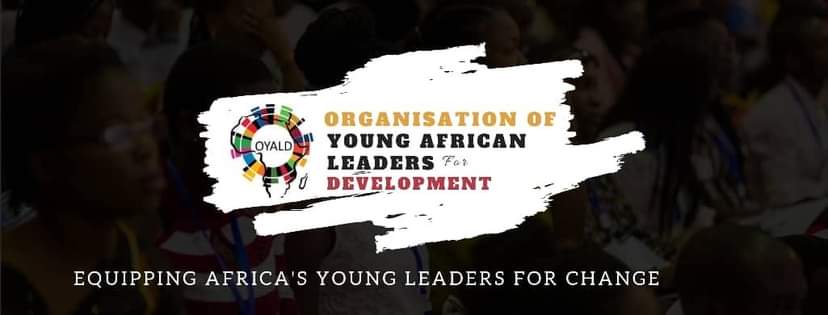 OYALD
ORGANISATION OF
YOUNG AFRICAN
LEADERS For
DEVELOPMENT
EQUIPPING AFRICA'S YOUNG LEADERS FOR CHANGE